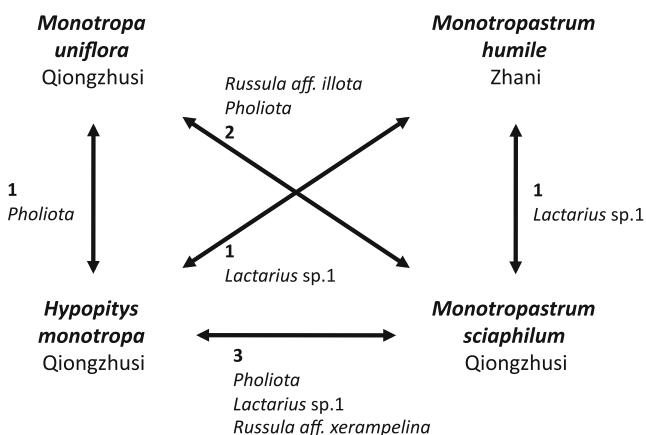 Monotropa
uniflora
Qiongzhusi
Monotropastrum
humile
Zhani
Russula aff. illota
Pholiota
2
1
Pholiota
1
Lactarius sp.1
1
Lactarius sp.1
Hypopitys
monotropa
Qiongzhusi
Monotropastrum
sciaphilum
Qiongzhusi
3
Pholiota
Lactarius sp.1
Russula aff. xerampelina